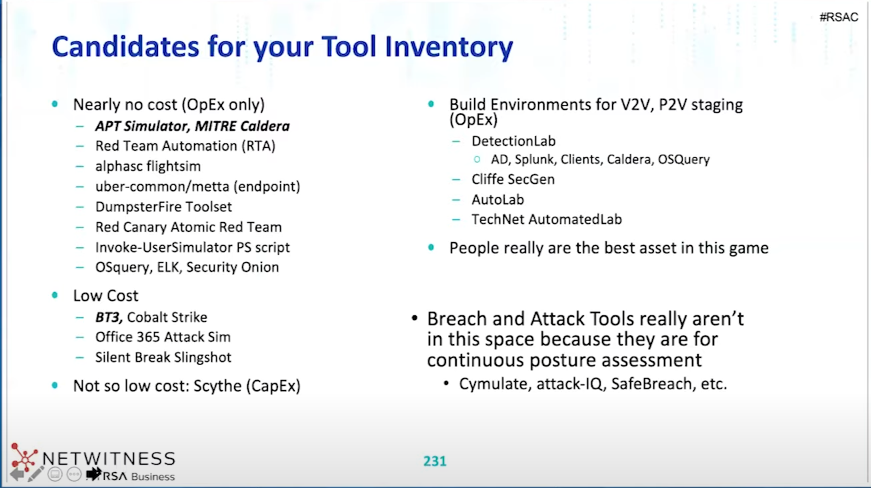 #RSAC
Candidates for your Tool Inventory
• Nearly no cost (OpEx only)
– APT Simulator, MITRE Caldera
– Red Team Automation (RTA)
– alphasc flightsim
– uber-common/metta (endpoint)
– DumpsterFire Toolset
– Red Canary Atomic Red Team
– Invoke-UserSimulator PS script
– OSquery, ELK, Security Onion
• Low Cost
– BT3, Cobalt Strike
– Office 365 Attack Sim
– Silent Break Slingshot
• Not so low cost: Scythe (CapEx)
• Build Environments for V2V, P2V staging
(OpEx)
– DetectionLab
○ AD, Splunk, Clients, Caldera, OSQuery
– Cliffe SecGen
– AutoLab
– TechNet AutomatedLab
• People really are the best asset in this game
• Breach and Attack Tools really aren't
in this space because they are for
continuous posture assessment
• Cymulate, attack-IQ, SafeBreach, etc.
NETWITNESS
RSA Business
231